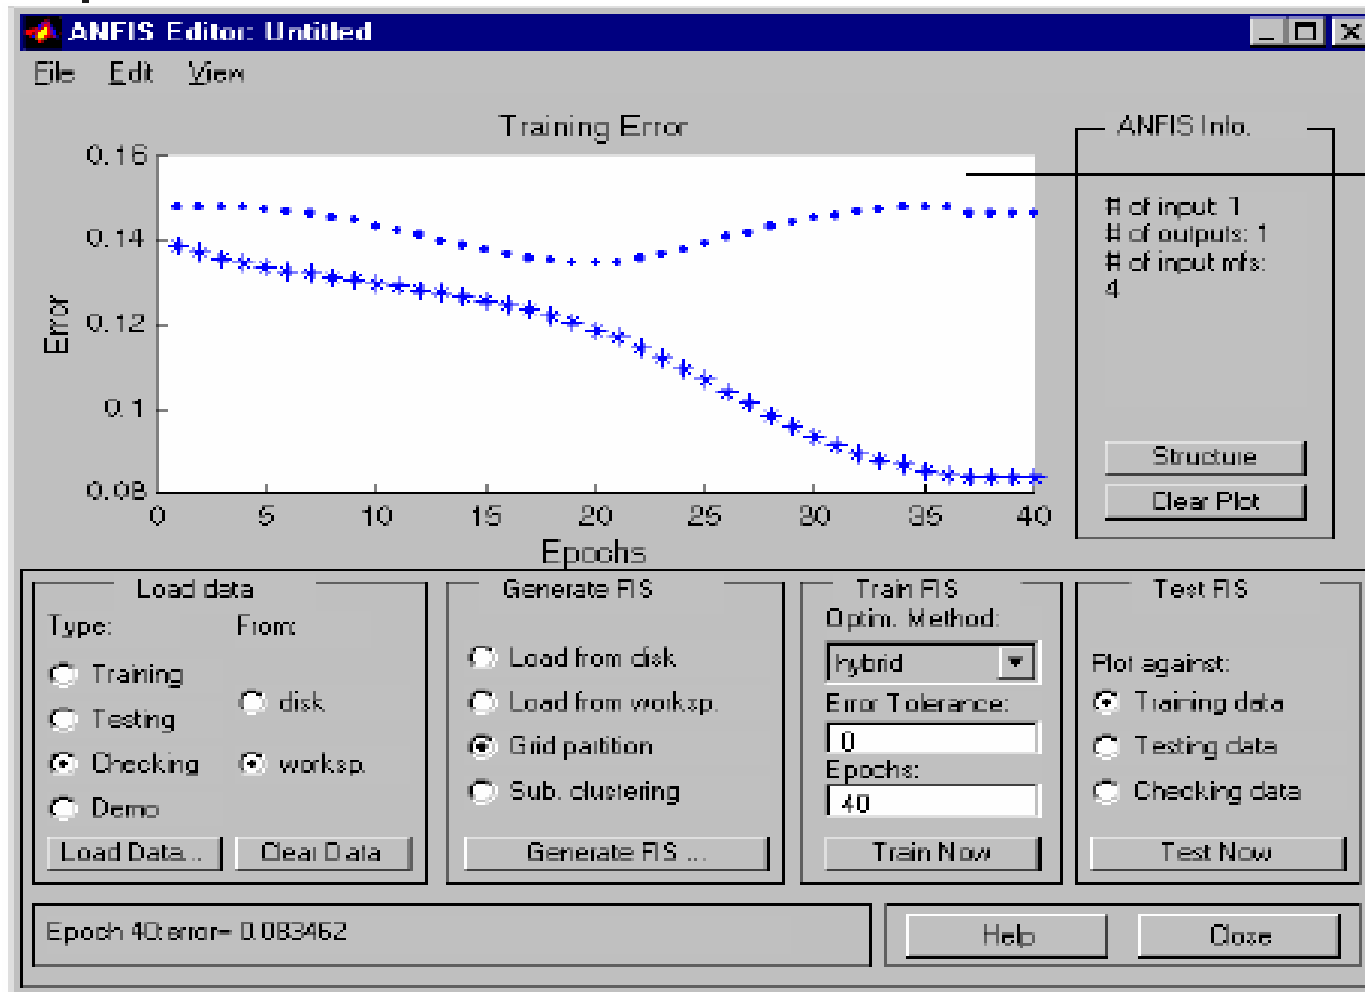 ANFIS Editor: Untitled
File Edit View
Training Error
0.16
0.14
0.12
0.1
0.08
Error
0 5 10 15 20 25 30 35 40
Epochs
ANFIS Info.
# of input: 1
# of outputs: 1
# of input mfs:
4
Structure
Clear Plot
Load data
Type: From:
Training
disk
Testing
Checking
worksp.
Demo
Load Data... Clear Data
Generate FIS
Load from disk
Load from worksp.
Grid partition
Sub. clustering
Generate FIS ...
Train FIS
Optim. Method:
hybrid
Error Tolerance:
0
Epochs:
40
Train Now
Test FIS
Plot against:
Training data
Testing data
Checking data
Test Now
Epoch 40:error= 0.083462
Help
Close